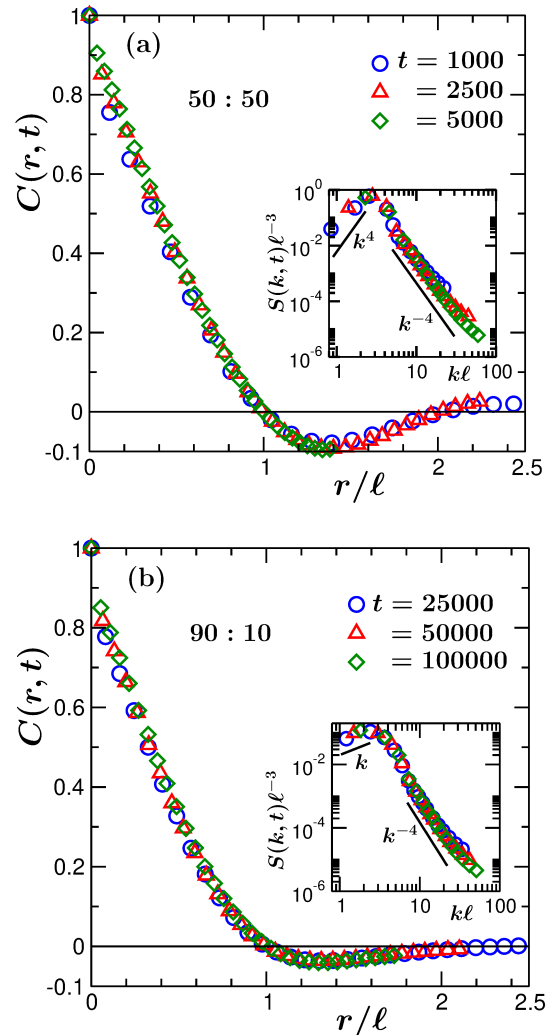 (a)
50 : 50
t = 1000
= 2500
= 5000
C(r, t)
1
0.8
0.6
0.4
0.2
0
-0.1
0
1
2
2.5
r/ℓ
S(k, t)ℓ⁻³
10⁰
10⁻²
10⁻⁴
10⁻⁶
k⁴
k⁻⁴
1
10
100
kℓ
(b)
90 : 10
t = 25000
= 50000
= 100000
C(r, t)
1
0.8
0.6
0.4
0.2
0
-0.1
0
1
2
2.5
r/ℓ
S(k, t)ℓ⁻³
10⁻²
10⁻⁴
10⁻⁶
k
k⁻⁴
1
10
100
kℓ